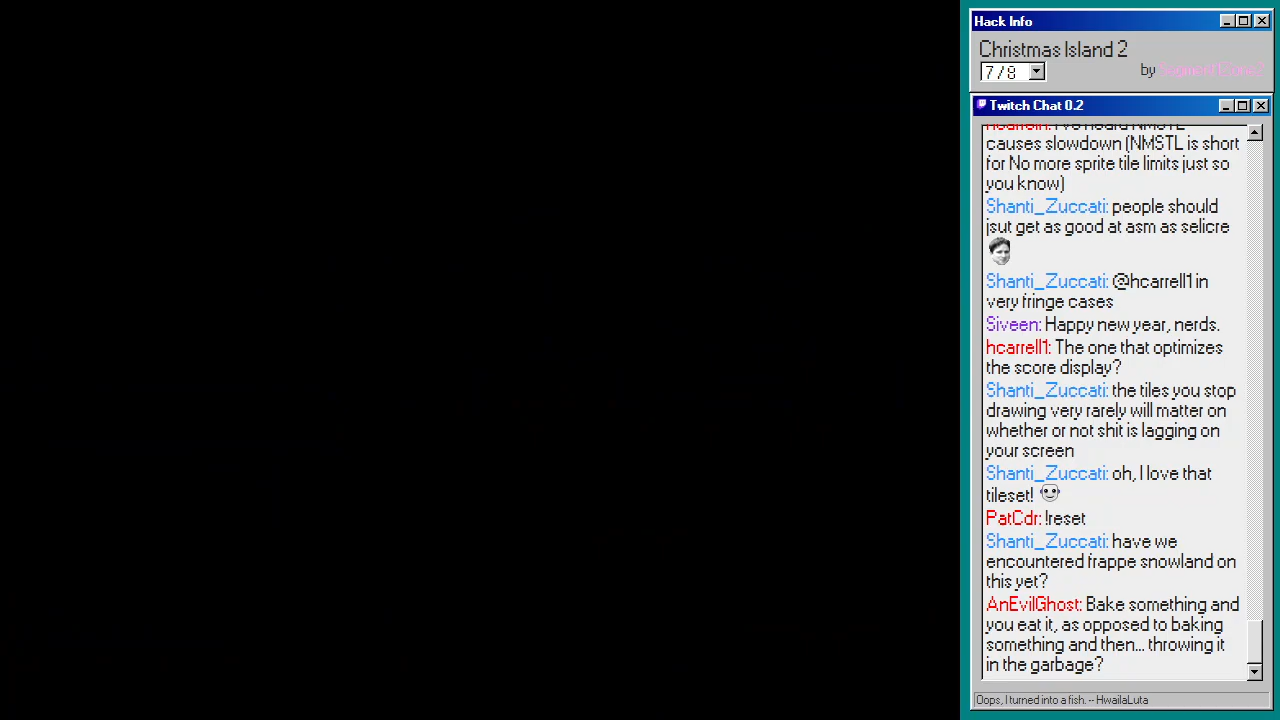 Hack Info
Christmas Island 2
7/8
by
Twitch Chat 0.2
hcarrell1: I've heard NMSTL
causes slowdown (NMSTL is short
for No more sprite tile limits just so
you know)
Shanti_Zuccati: people should
jsut get as good at asm as selicre
Shanti_Zuccati: @hcarrell1 in
very fringe cases
Siveen: Happy new year, nerds.
hcarrell1: The one that optimizes
the score display?
Shanti_Zuccati: the tiles you stop
drawing very rarely will matter on
whether or not shit is lagging on
your screen
Shanti_Zuccati: oh, I love that
tileset!
PatCdr: !reset
Shanti_Zuccati: have we
encountered frappe snowland on
this yet?
AnEvilGhost: Bake something and
you eat it, as opposed to baking
something and then... throwing it
in the garbage?
Oops, I turned into a fish. -- HwailaLuta